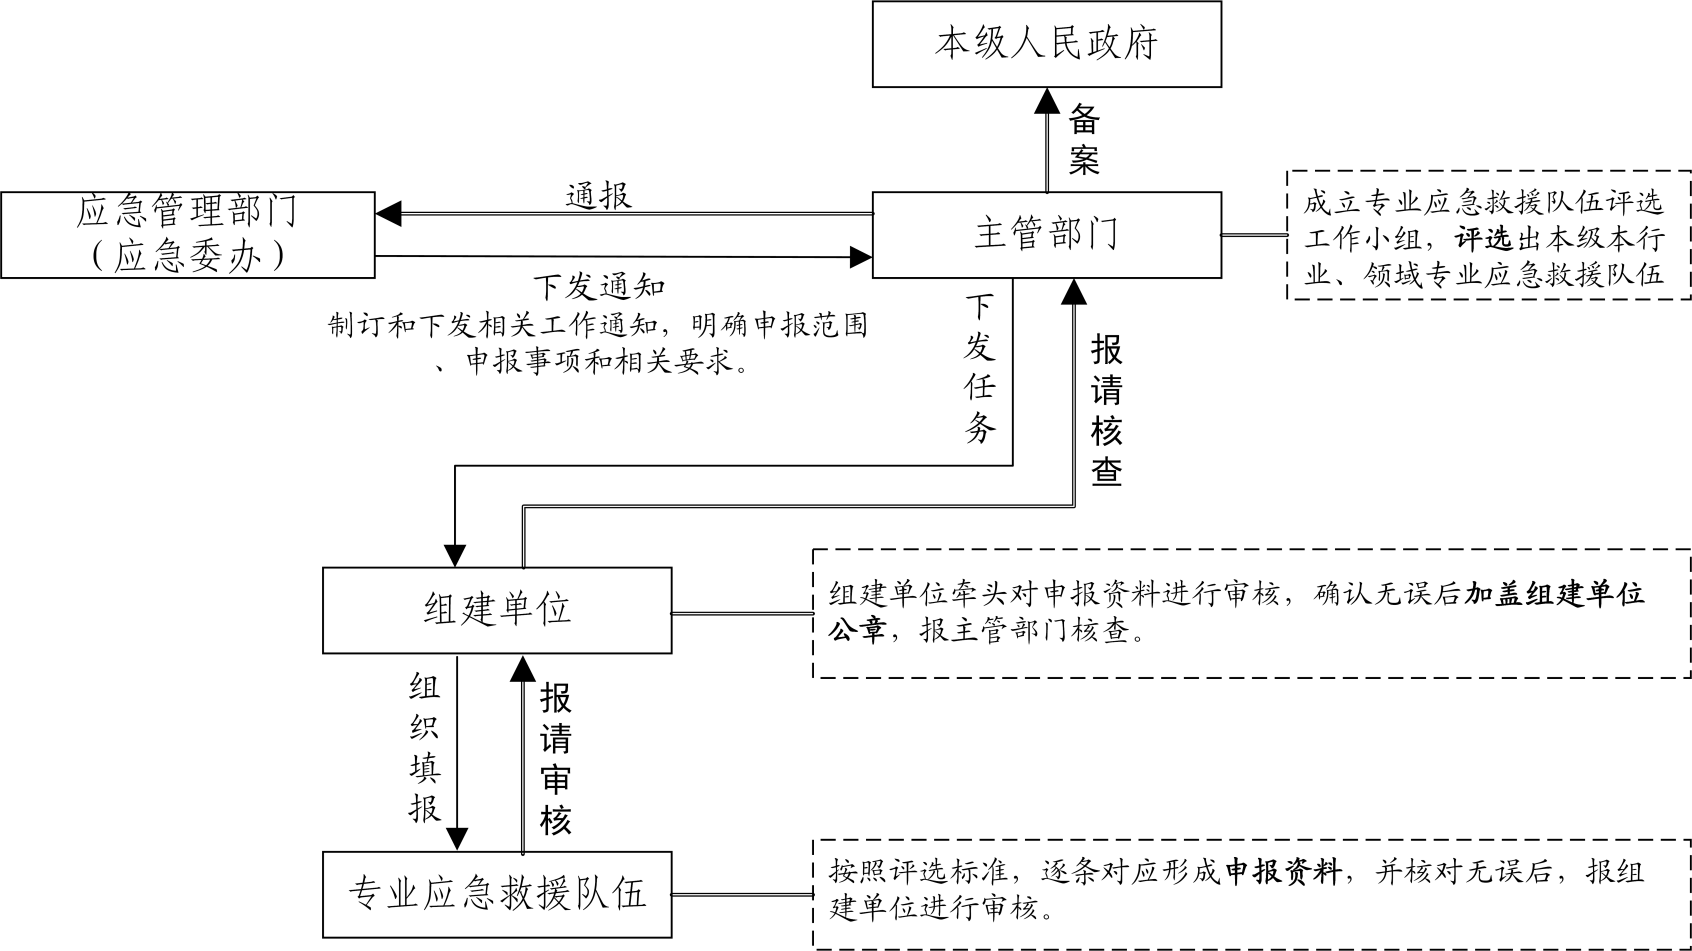 本级人民政府
备
案
应急管理部门
（应急委办）
通报
主管部门
成立专业应急救援队伍评选
工作小组，评选出本级本行
业、领域专业应急救援队伍
下发通知
制订和下发相关工作通知，明确申报范围
、申报事项和相关要求。
下
发
任
务
报
请
核
查
组建单位
组建单位牵头对申报资料进行审核，确认无误后加盖组建单位
公章，报主管部门核查。
组
织
填
报
报
请
审
核
专业应急救援队伍
按照评选标准，逐条对应形成申报资料，并核对无误后，报组
建单位进行审核。